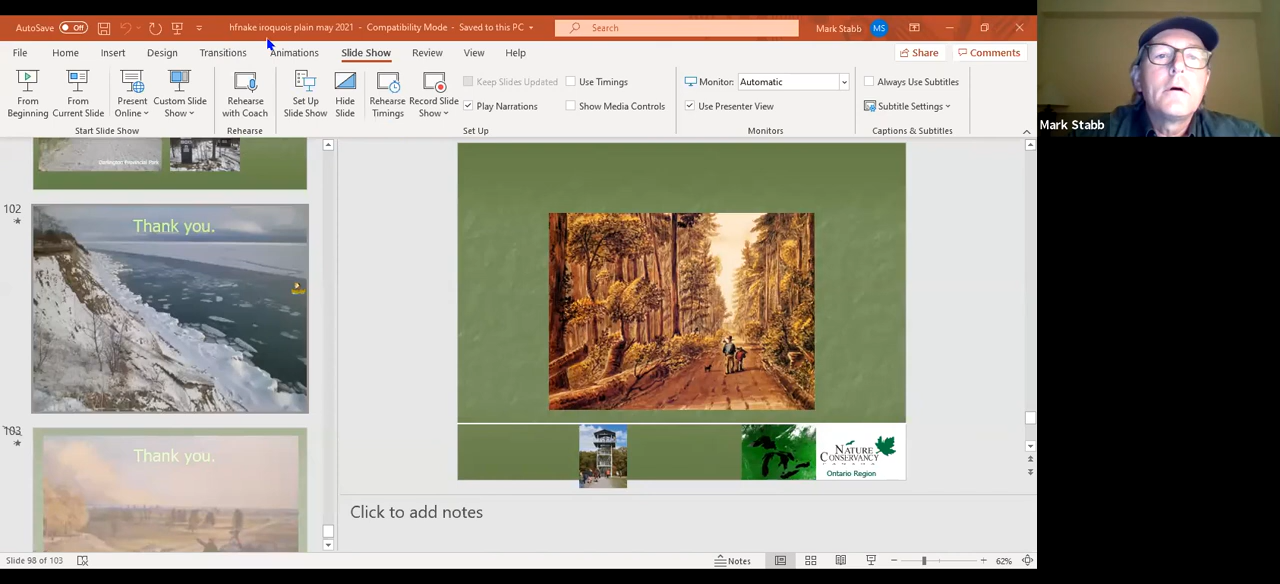 AutoSave Off hfnake iroquois plain may 2021 - Compatibility Mode - Saved to this PC Search Mark Stabb MS
File Home Insert Design Transitions Animations Slide Show Review View Help Share Comments
From Beginning
From Current Slide
Present Online
Custom Slide Show
Start Slide Show
Rehearse with Coach
Rehearse
Set Up Slide Show
Hide Slide
Rehearse Timings
Record Slide Show
Keep Slides Updated
Play Narrations
Use Timings
Show Media Controls
Set Up
Monitor: Automatic
Use Presenter View
Monitors
Always Use Subtitles
Subtitle Settings
Captions & Subtitles
Mark Stabb
Darlington Provincial Park
102
Thank you.
103
Thank you.
NATURE
CONSERVANCY
CANADA
Ontario Region
Click to add notes
Slide 98 of 103 Notes 62%